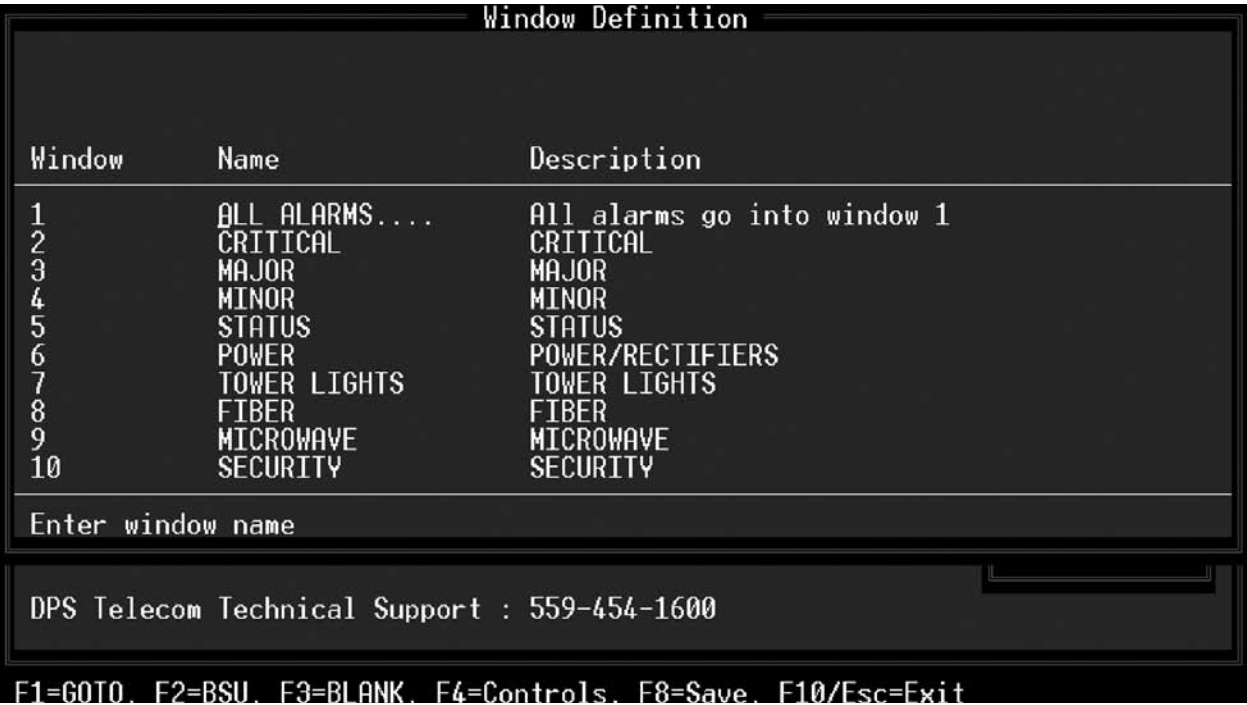 Window Definition
Window Name Description
1 ALL ALARMS.... All alarms go into window 1
2 CRITICAL CRITICAL
3 MAJOR MAJOR
4 MINOR MINOR
5 STATUS STATUS
6 POWER POWER/RECTIFIERS
7 TOWER LIGHTS TOWER LIGHTS
8 FIBER FIBER
9 MICROWAVE MICROWAVE
10 SECURITY SECURITY
Enter window name
DPS Telecom Technical Support : 559-454-1600
F1=GOTO, F2=BSU, F3=BLANK, F4=Controls, F8=Save, F10/Esc=Exit